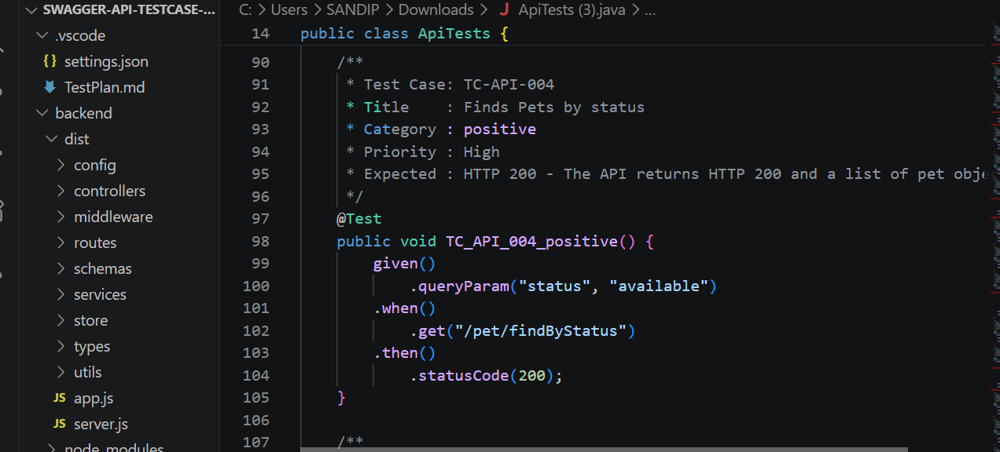 SWAGGER-API-TESTCASE-...
.vscode
{} settings.json
TestPlan.md
backend
dist
config
controllers
middleware
routes
schemas
services
store
types
utils
JS app.js
JS server.js
node_modules
C: > Users > SANDIP > Downloads > J ApiTests (3).java > ...
14 public class ApiTests {
90 /**
91 * Test Case: TC-API-004
92 * Title : Finds Pets by status
93 * Category : positive
94 * Priority : High
95 * Expected : HTTP 200 - The API returns HTTP 200 and a list of pet obje
96 */
97 @Test
98 public void TC_API_004_positive() {
99 given()
100 .queryParam("status", "available")
101 .when()
102 .get("/pet/findByStatus")
103 .then()
104 .statusCode(200);
105 }
106
107 /**